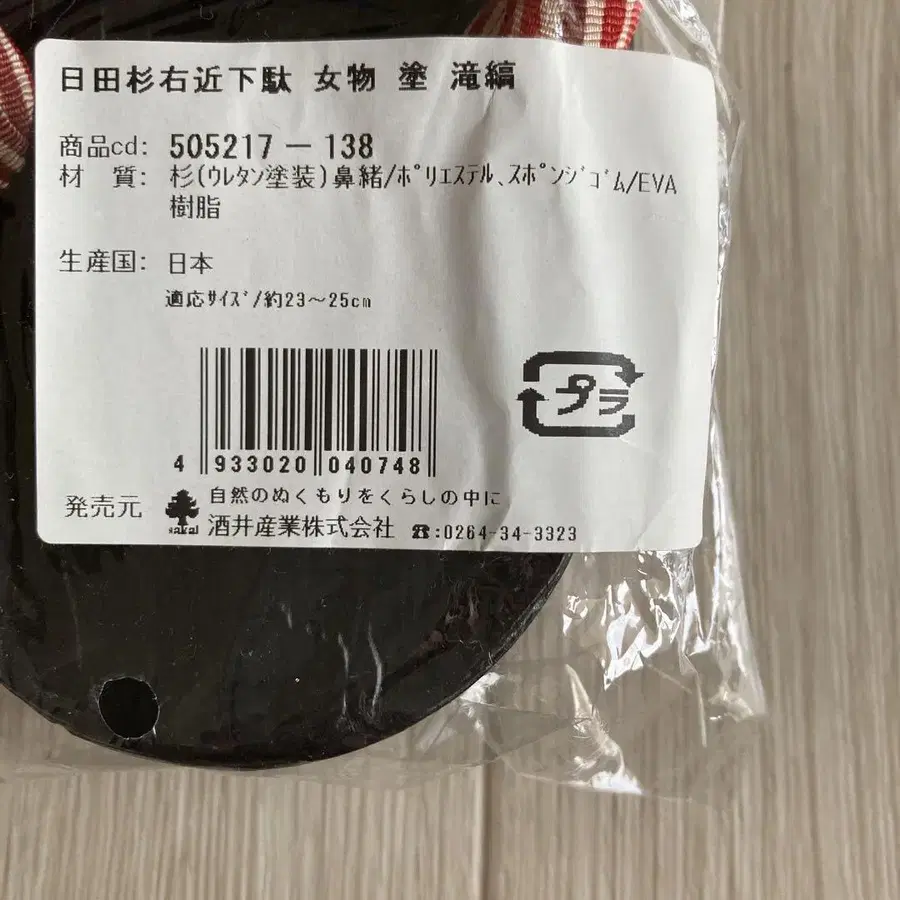 日田杉右近下駄 女物 塗 滝縞
商品cd: 505217 － 138
材　質: 杉(ｳﾚﾀﾝ塗装)鼻緒/ﾎﾟﾘｴｽﾃﾙ､ｽﾎﾟﾝｼﾞｺﾞﾑ/EVA
樹脂
生産国: 日本
適応ｻｲｽﾞ/約23～25cm
プラ
4 933020 040748
発売元
自然のぬくもりをくらしの中に
sakai
酒井産業株式会社 ☎:0264-34-3323